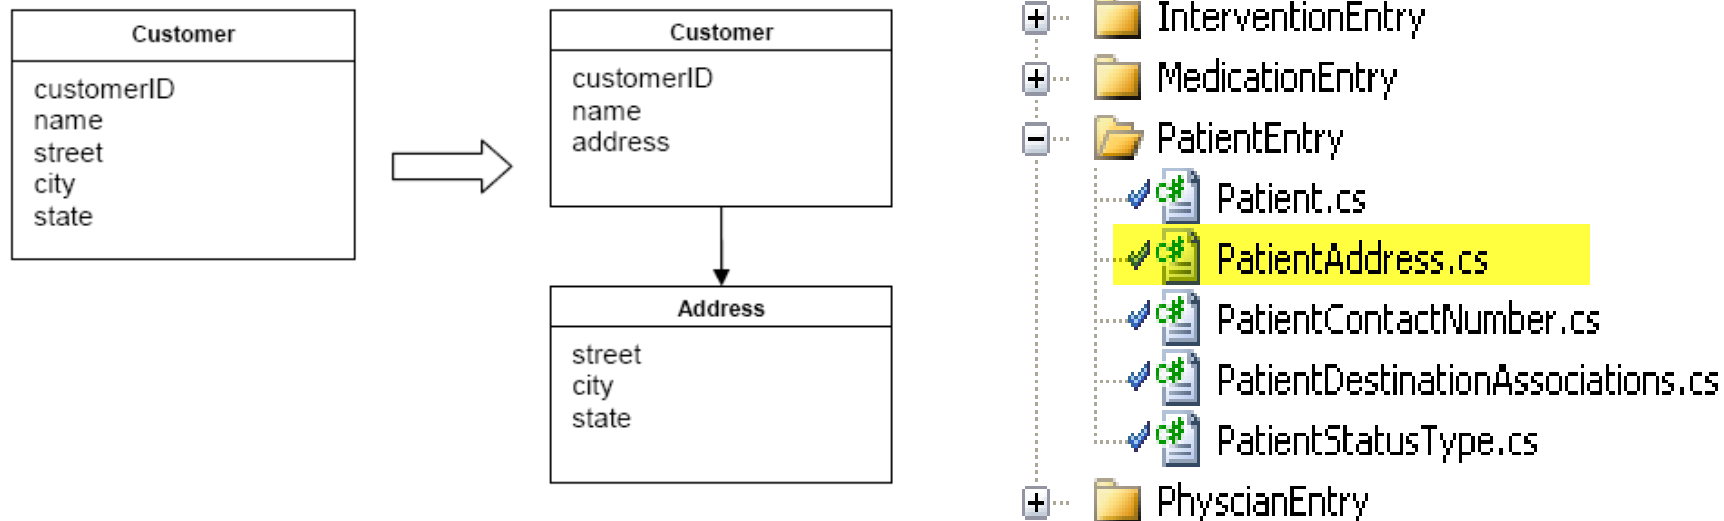 Customer
customerID
name
street
city
state
Customer
customerID
name
address
Address
street
city
state
InterventionEntry
MedicationEntry
PatientEntry
C# Patient.cs
C# PatientAddress.cs
C# PatientContactNumber.cs
C# PatientDestinationAssociations.cs
C# PatientStatusType.cs
PhyscianEntry